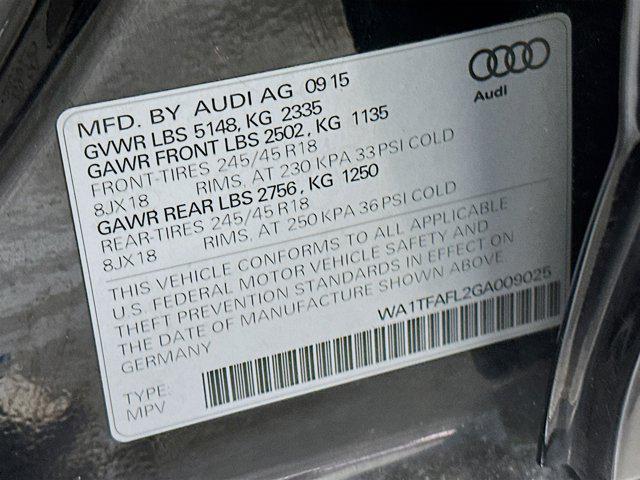 MFD. BY AUDI AG 09 15
GVWR LBS 5148, KG 2335
GAWR FRONT LBS 2502, KG 1135
FRONT-TIRES 245/45 R18
8JX18 RIMS, AT 230 KPA 33 PSI COLD
GAWR REAR LBS 2756, KG 1250
REAR-TIRES 245/45 R18
8JX18 RIMS, AT 250 KPA 36 PSI COLD
Audi
THIS VEHICLE CONFORMS TO ALL APPLICABLE
U.S. FEDERAL MOTOR VEHICLE SAFETY AND
THEFT PREVENTION STANDARDS IN EFFECT ON
THE DATE OF MANUFACTURE SHOWN ABOVE.
GERMANY
WA1TFAFL2GA009025
TYPE:
MPV